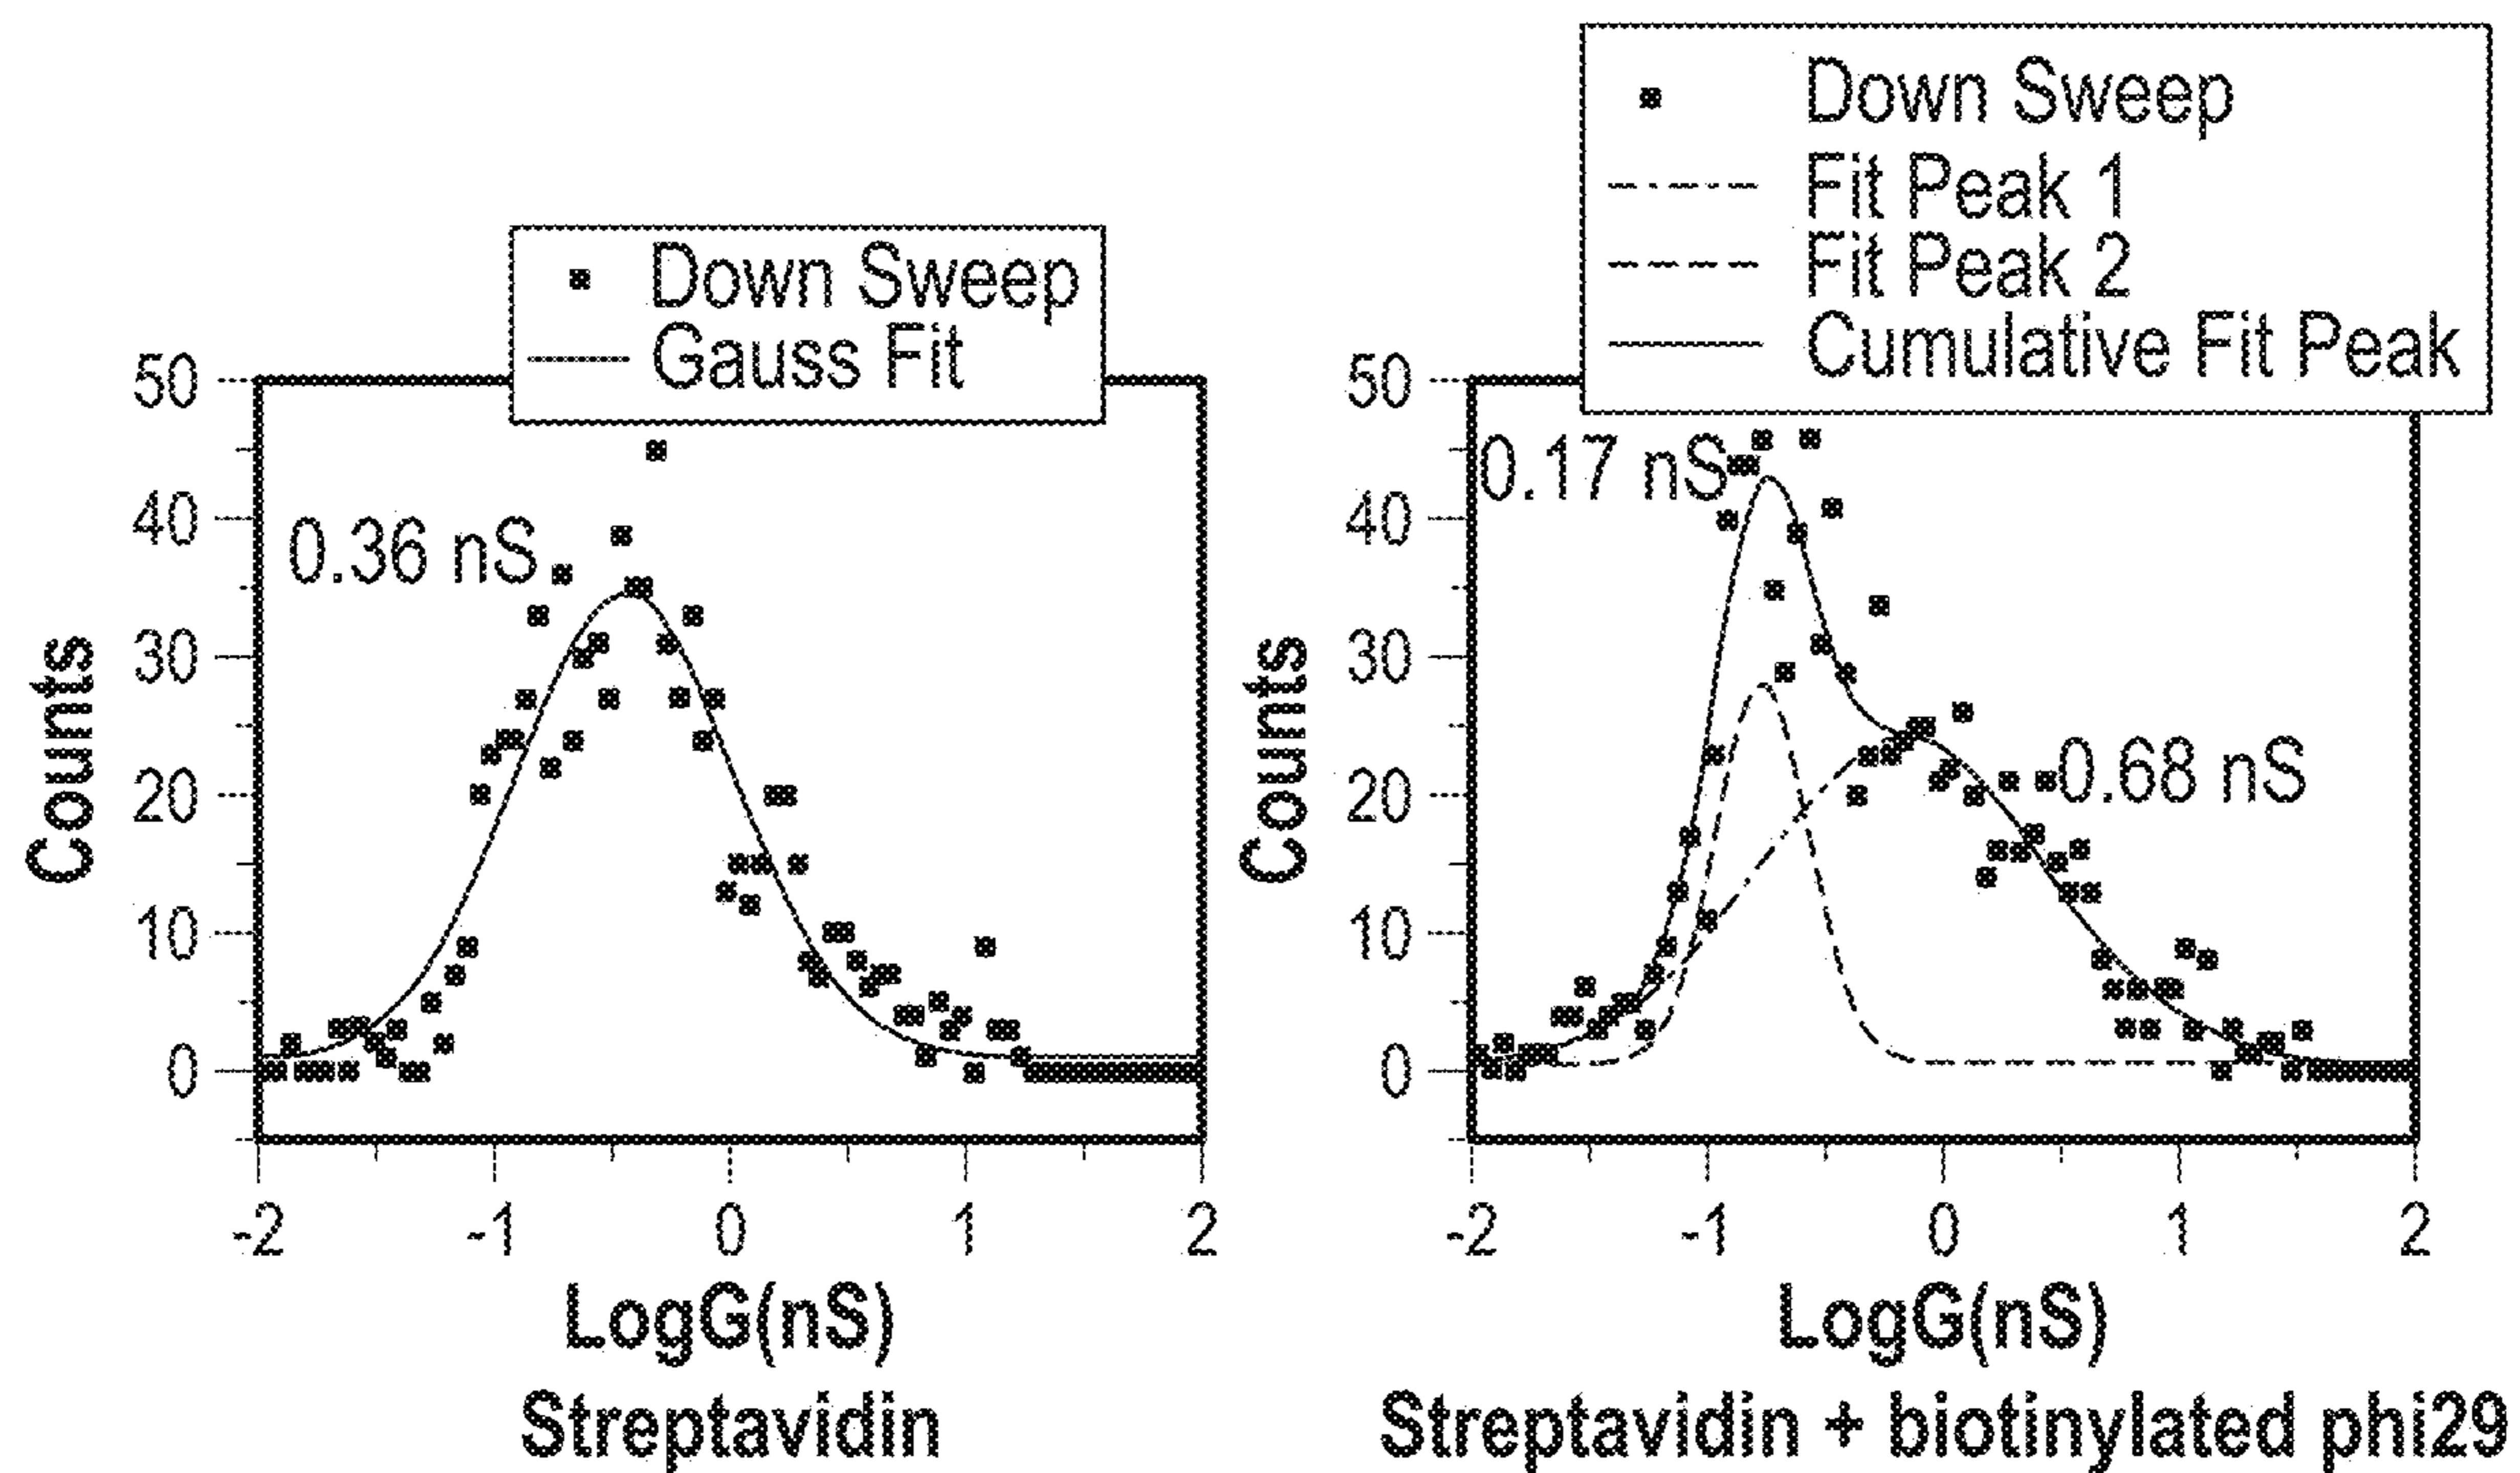 Down Sweep
Gauss Fit
50
40
30
20
10
0
Counts
0.36 nS
-2
-1
0
1
2
LogG(nS)
Streptavidin
Down Sweep
Fit Peak 1
Fit Peak 2
Cumulative Fit Peak
50
40
30
20
10
0
Counts
0.17 nS
0.68 nS
-2
-1
0
1
2
LogG(nS)
Streptavidin + biotinylated phi29